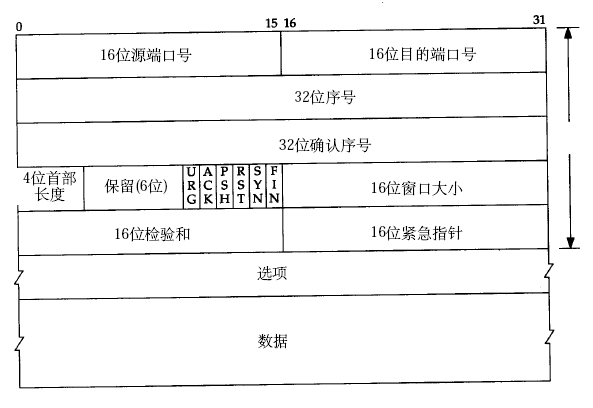 0 15 16 31
16位源端口号 16位目的端口号
32位序号
32位确认序号
4位首部
长度
保留(6位)
URG
ACK
PSH
RST
SYN
FIN
16位窗口大小
16位检验和 16位紧急指针
选项
数据